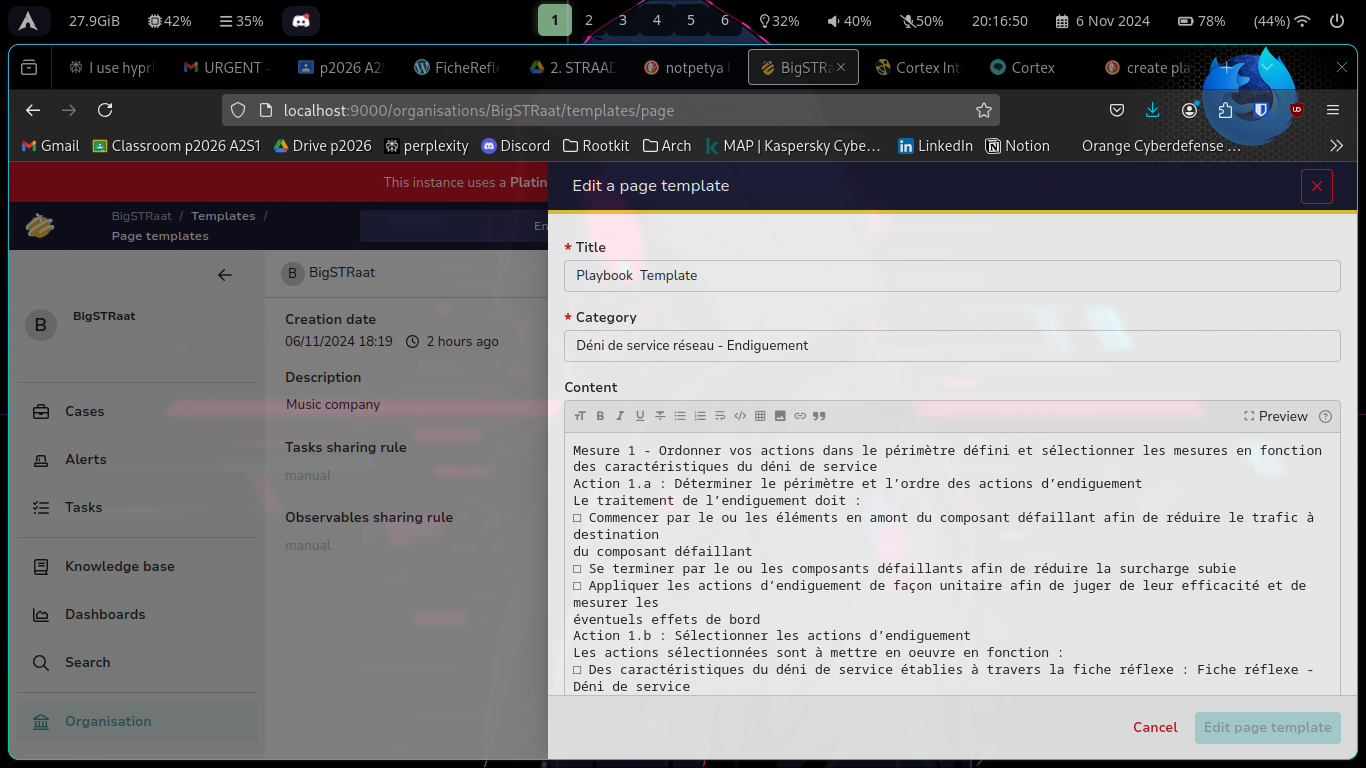 27.9GiB 42% 35% 1 2 3 4 5 6 32% 40% 50% 20:16:50 6 Nov 2024 78% (44%)
I use hypr URGENT - p2026 A2S FicheRefle 2. STRAAD notpetya BigSTRa Cortex Int Cortex create pla
localhost:9000/organisations/BigSTRaat/templates/page
Gmail Classroom p2026 A2S1 Drive p2026 perplexity Discord Rootkit Arch MAP | Kaspersky Cybe... LinkedIn Notion Orange Cyberdefense ...
This instance uses a Platin
BigSTRaat / Templates /
Page templates
En
B BigSTRaat
B BigSTRaat
Creation date
06/11/2024 18:19 2 hours ago
Description
Music company
Tasks sharing rule
manual
Observables sharing rule
manual
Cases
Alerts
Tasks
Knowledge base
Dashboards
Search
Organisation
Edit a page template
* Title
Playbook  Template
* Category
Déni de service réseau - Endiguement
Content
Preview
Mesure 1 - Ordonner vos actions dans le périmètre défini et sélectionner les mesures en fonction
des caractéristiques du déni de service
Action 1.a : Déterminer le périmètre et l’ordre des actions d’endiguement
Le traitement de l’endiguement doit :
□ Commencer par le ou les éléments en amont du composant défaillant afin de réduire le trafic à
destination
du composant défaillant
□ Se terminer par le ou les composants défaillants afin de réduire la surcharge subie
□ Appliquer les actions d’endiguement de façon unitaire afin de juger de leur efficacité et de
mesurer les
éventuels effets de bord
Action 1.b : Sélectionner les actions d’endiguement
Les actions sélectionnées sont à mettre en oeuvre en fonction :
□ Des caractéristiques du déni de service établies à travers la fiche réflexe : Fiche réflexe -
Déni de service
Cancel Edit page template